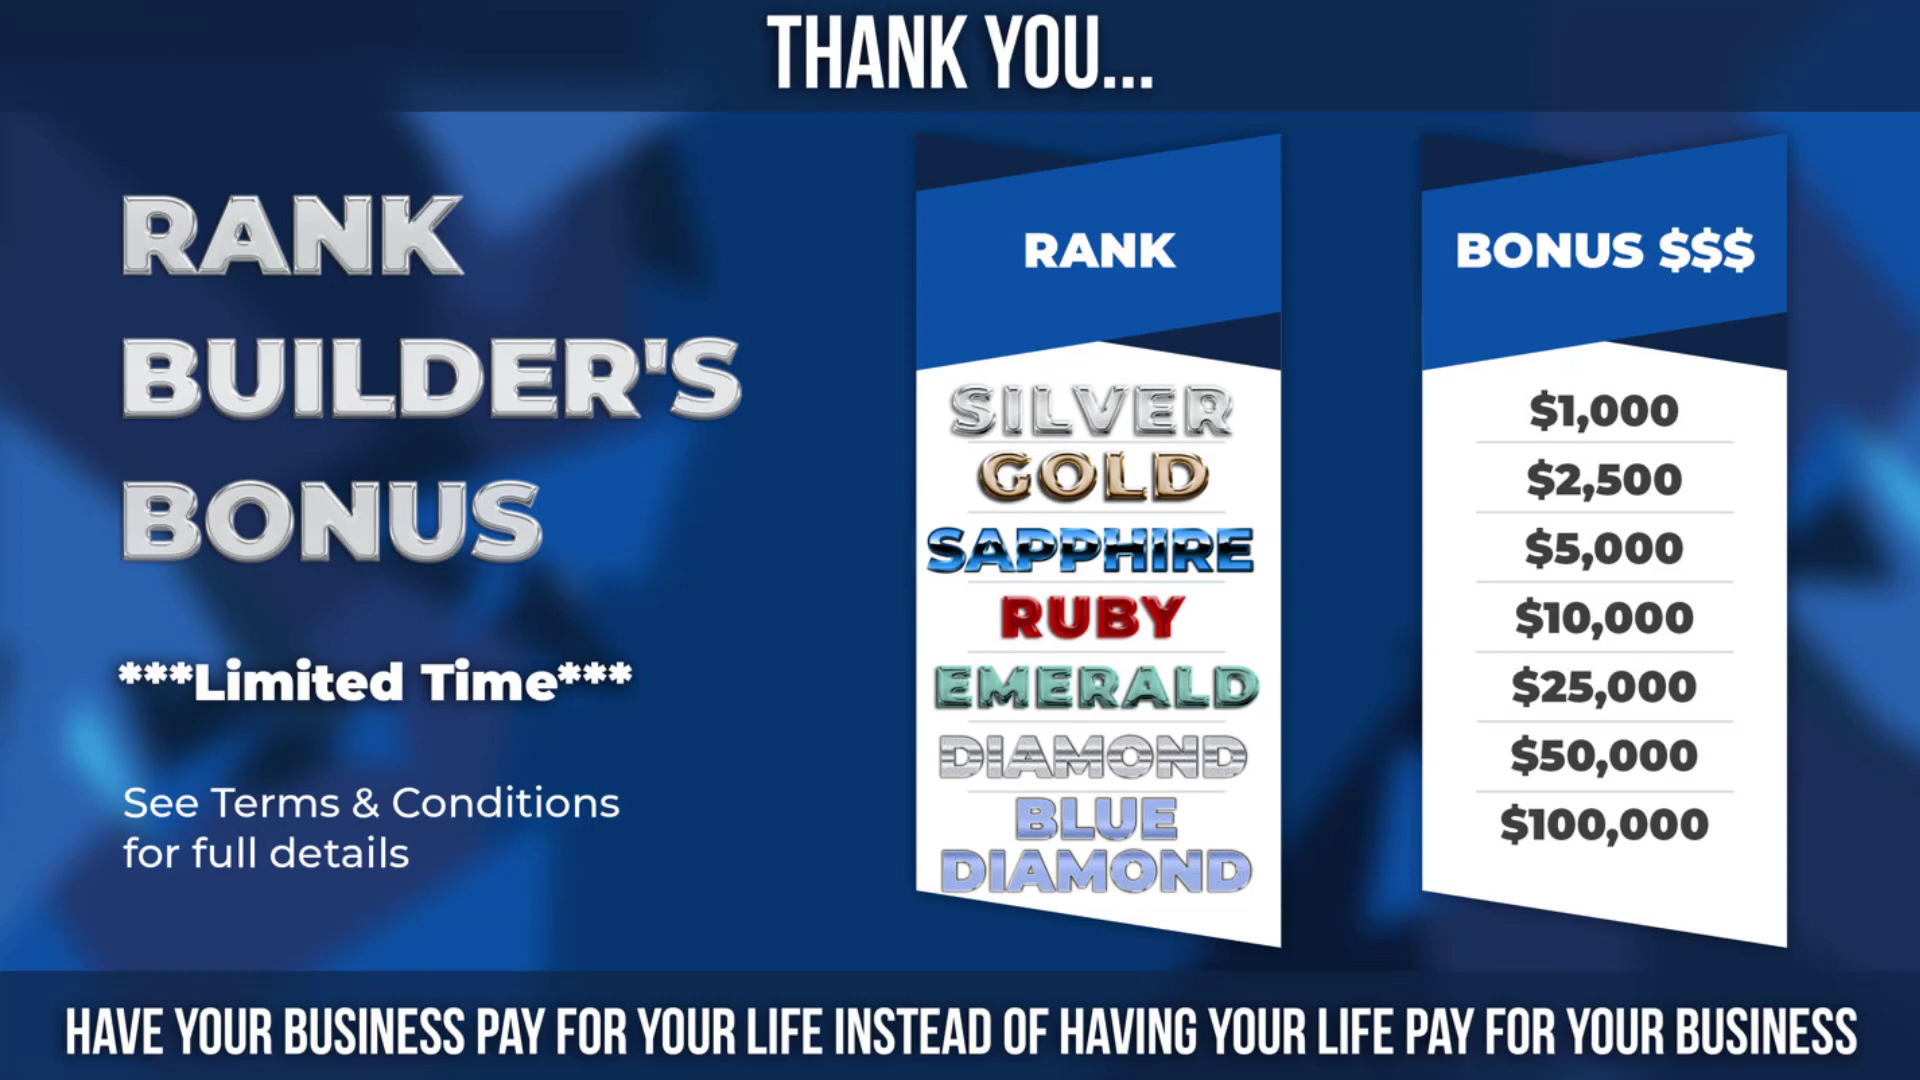 THANK YOU...
RANK
BUILDER'S
BONUS
***Limited Time***
See Terms & Conditions
for full details
RANK
SILVER
GOLD
SAPPHIRE
RUBY
EMERALD
DIAMOND
BLUE
DIAMOND
BONUS $$$
$1,000
$2,500
$5,000
$10,000
$25,000
$50,000
$100,000
HAVE YOUR BUSINESS PAY FOR YOUR LIFE INSTEAD OF HAVING YOUR LIFE PAY FOR YOUR BUSINESS